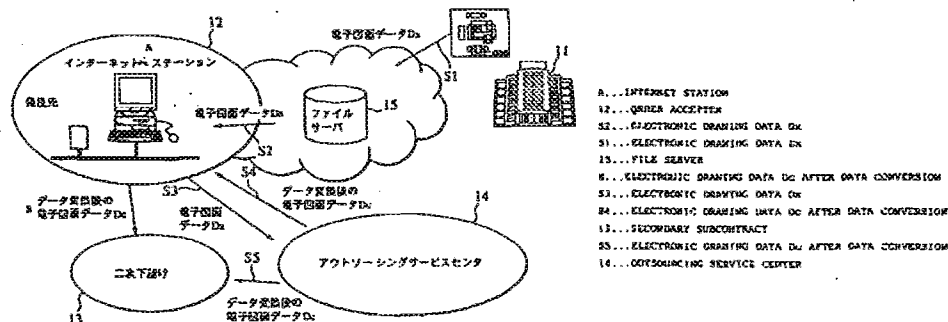 12
A
インターネットステーション
発注先
電子図面データDx
S1
11
15
ファイル
サーバ
電子図面データDx
S2
S3
S4
データ変換後の
電子図面データDc
電子図面
データDx
B データ変換後の
電子図面データDc
14
二次下請け
13
S5
アウトソーシングサービスセンタ
データ変換後の
電子図面データDc
A...INTERNET STATION
12...ORDER ACCEPTER
S2...ELECTRONIC DRAWING DATA Dx
S1...ELECTRONIC DRAWING DATA Dx
15...FILE SERVER
B...ELECTRONIC DRAWING DATA Dc AFTER DATA CONVERSION
S3...ELECTRONIC DRAWING DATA Dx
S4...ELECTRONIC DRAWING DATA Dc AFTER DATA CONVERSION
13...SECONDARY SUBCONTRACT
S5...ELECTRONIC DRAWING DATA Dc AFTER DATA CONVERSION
14...OUTSOURCING SERVICE CENTER